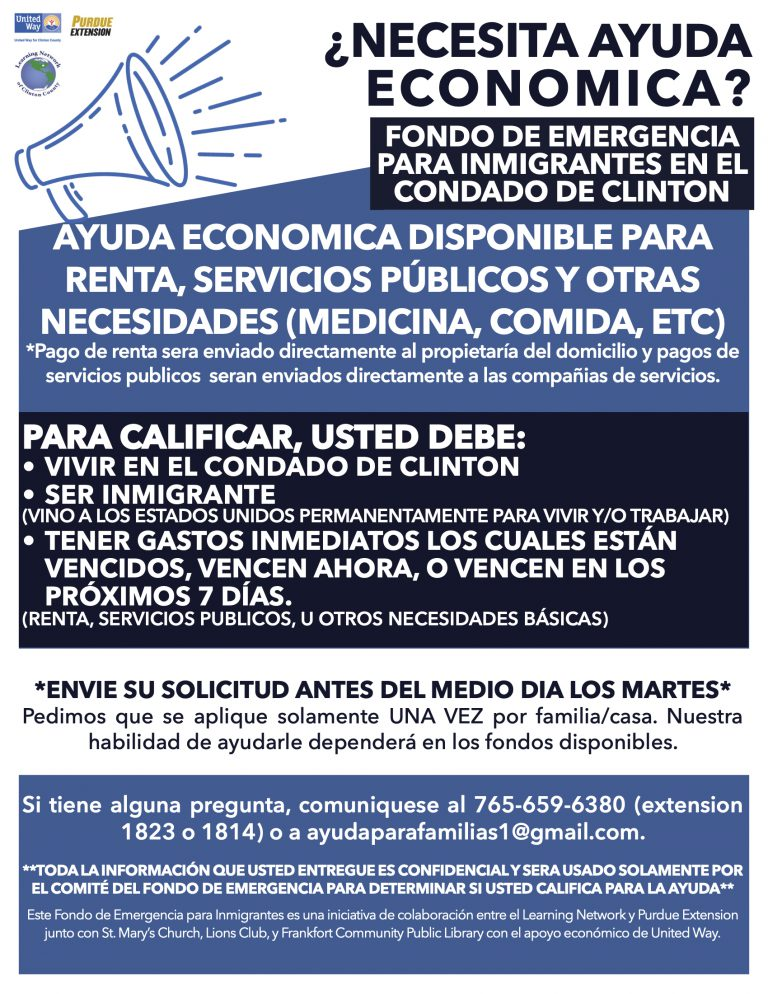 United Way
United Way for Clinton County
PURDUE
EXTENSION
Learning Network
of Clinton County
¿NECESITA AYUDA
ECONOMICA?
FONDO DE EMERGENCIA
PARA INMIGRANTES EN EL
CONDADO DE CLINTON
AYUDA ECONOMICA DISPONIBLE PARA
RENTA, SERVICIOS PÚBLICOS Y OTRAS
NECESIDADES (MEDICINA, COMIDA, ETC)
*Pago de renta sera enviado directamente al propietaría del domicilio y pagos de
servicios publicos seran enviados directamente a las compañias de servicios.
PARA CALIFICAR, USTED DEBE:
• VIVIR EN EL CONDADO DE CLINTON
• SER INMIGRANTE
(VINO A LOS ESTADOS UNIDOS PERMANENTAMENTE PARA VIVIR Y/O TRABAJAR)
• TENER GASTOS INMEDIATOS LOS CUALES ESTÁN
VENCIDOS, VENCEN AHORA, O VENCEN EN LOS
PRÓXIMOS 7 DÍAS.
(RENTA, SERVICIOS PUBLICOS, U OTROS NECESIDADES BÁSICAS)
*ENVIE SU SOLICITUD ANTES DEL MEDIO DIA LOS MARTES*
Pedimos que se aplique solamente UNA VEZ por familia/casa. Nuestra
habilidad de ayudarle dependerá en los fondos disponibles.
Si tiene alguna pregunta, comuniquese al 765-659-6380 (extension
1823 o 1814) o a ayudaparafamilias1@gmail.com.
**TODA LA INFORMACIÓN QUE USTED ENTREGUE ES CONFIDENCIAL Y SERA USADO SOLAMENTE POR
EL COMITÉ DEL FONDO DE EMERGENCIA PARA DETERMINAR SI USTED CALIFICA PARA LA AYUDA**
Este Fondo de Emergencia para Inmigrantes es una iniciativa de colaboración entre el Learning Network y Purdue Extension
junto con St. Mary's Church, Lions Club, y Frankfort Community Public Library con el apoyo económico de United Way.